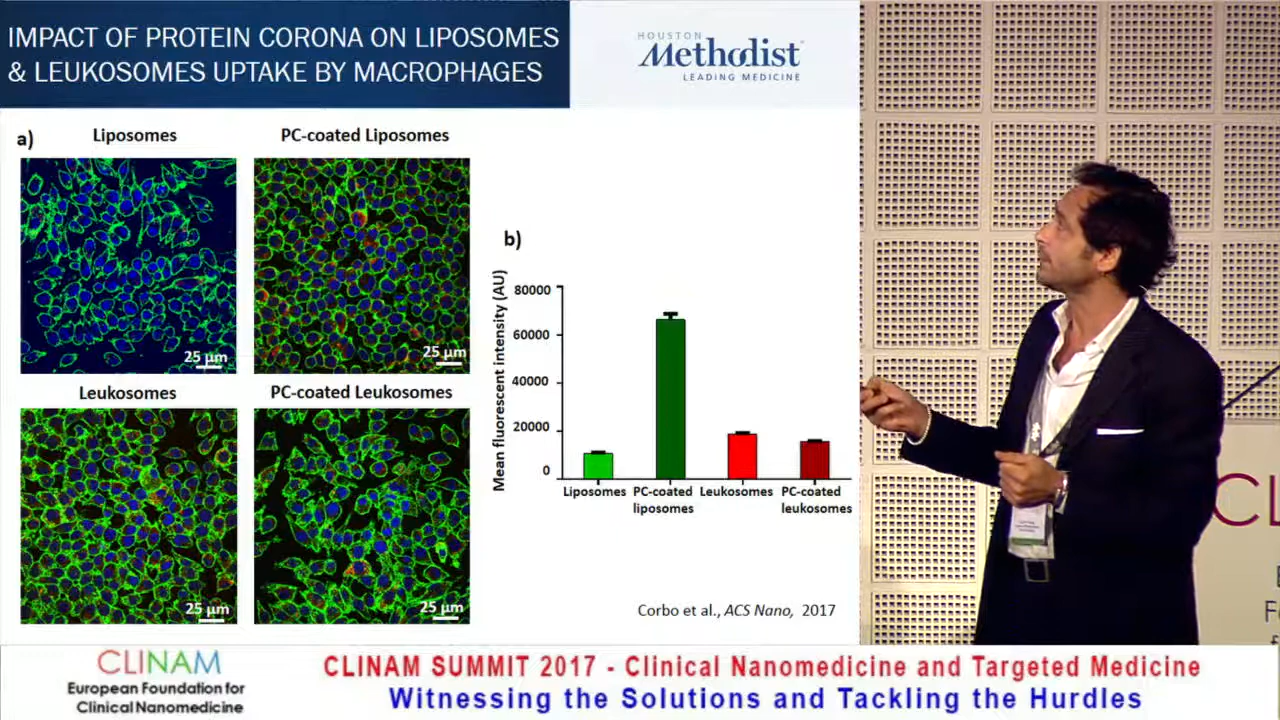 IMPACT OF PROTEIN CORONA ON LIPOSOMES
& LEUKOSOMES UPTAKE BY MACROPHAGES
HOUSTON
Methodist
LEADING MEDICINE
a)
Liposomes
PC-coated Liposomes
25 µm
25 µm
Leukosomes
PC-coated Leukosomes
25 µm
25 µm
b)
Mean fluorescent intensity (AU)
80000
60000
40000
20000
0
Liposomes
PC-coated
liposomes
Leukosomes
PC-coated
leukosomes
Corbo et al., ACS Nano, 2017
CL
CLINAM
European Foundation for
Clinical Nanomedicine
CLINAM SUMMIT 2017 - Clinical Nanomedicine and Targeted Medicine
Witnessing the Solutions and Tackling the Hurdles